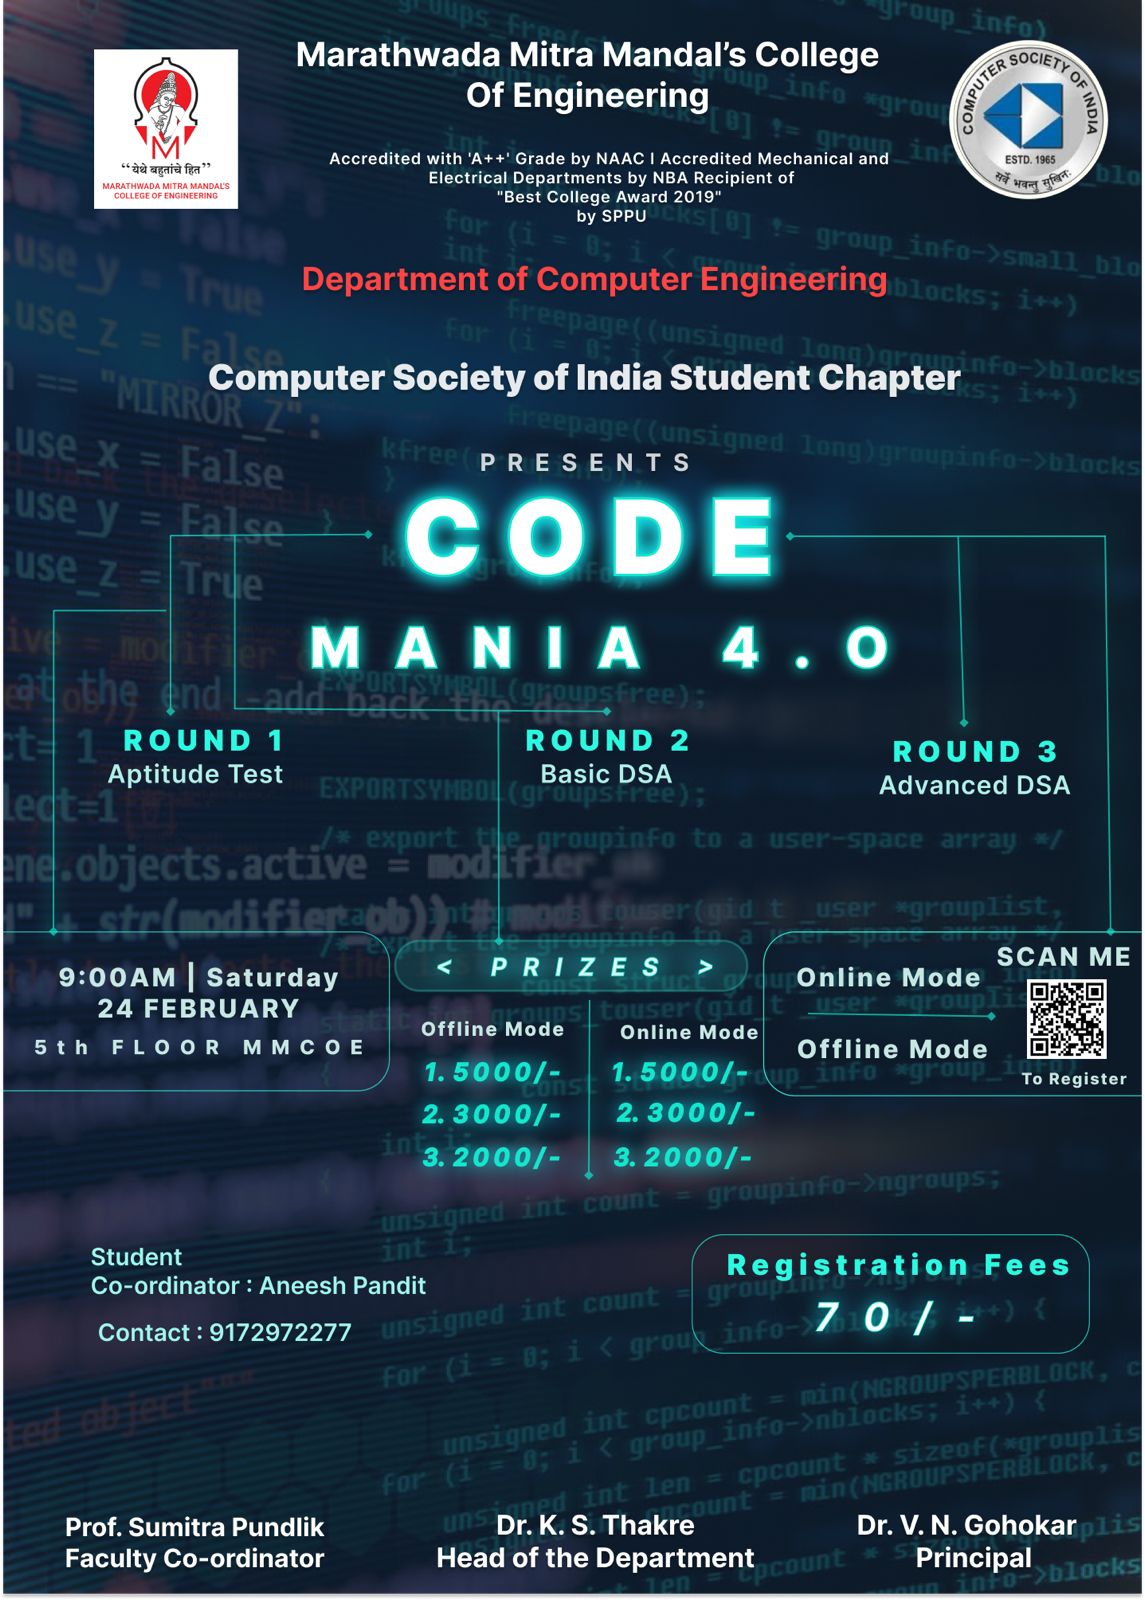 Marathwada Mitra Mandal's College
Of Engineering
"येथे बहुतांचे हित"
MARATHWADA MITRA MANDAL'S
COLLEGE OF ENGINEERING
COMPUTER SOCIETY OF INDIA
ESTD. 1965
सर्वे भवन्तु सुखिनः
Accredited with 'A++' Grade by NAAC I Accredited Mechanical and
Electrical Departments by NBA Recipient of
"Best College Award 2019"
by SPPU
Department of Computer Engineering
Computer Society of India Student Chapter
PRESENTS
CODE
MANIA 4.O
ROUND 1
Aptitude Test
ROUND 2
Basic DSA
ROUND 3
Advanced DSA
9:00AM | Saturday
24 FEBRUARY
5th FLOOR MMCOE
< PRIZES >
Offline Mode
1. 5000/-
2. 3000/-
3. 2000/-
Online Mode
1. 5000/-
2. 3000/-
3. 2000/-
Online Mode
Offline Mode
SCAN ME
To Register
Student
Co-ordinator : Aneesh Pandit
Contact : 9172972277
Registration Fees
70/-
Prof. Sumitra Pundlik
Faculty Co-ordinator
Dr. K. S. Thakre
Head of the Department
Dr. V. N. Gohokar
Principal